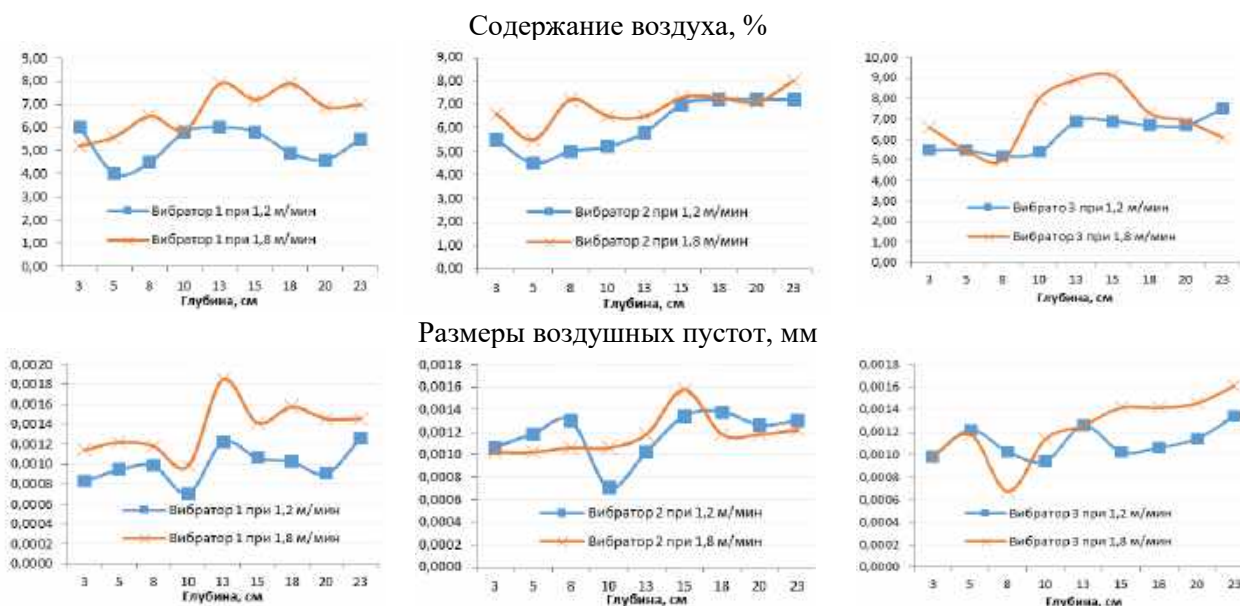 Содержание воздуха, %
9,00
8,00
7,00
6,00
5,00
4,00
3,00
2,00
1,00
0,00
Вибратор 1 при 1,2 м/мин
Вибратор 1 при 1,8 м/мин
3 5 8 10 13 15 18 20 23
Глубина, см
9,00
8,00
7,00
6,00
5,00
4,00
3,00
2,00
1,00
0,00
Вибратор 2 при 1,2 м/мин
Вибратор 2 при 1,8 м/мин
3 5 8 10 13 15 18 20 23
Глубина, см
10,00
9,00
8,00
7,00
6,00
5,00
4,00
3,00
2,00
1,00
0,00
Вибрато 3 при 1,2 м/мин
Вибратор 3 при 1,8 м/мин
3 5 8 10 13 15 18 20 23
Глубина, см
Размеры воздушных пустот, мм
0,0020
0,0018
0,0016
0,0014
0,0012
0,0010
0,0008
0,0006
0,0004
0,0002
0,0000
Вибратор 1 при 1,2 м/мин
Вибратор 1 при 1,8 м/мин
3 5 8 10 13 15 18 20 23
Глубина, см
0,0018
0,0016
0,0014
0,0012
0,0010
0,0008
0,0006
0,0004
0,0002
0,0000
Вибратор 2 при 1,2 м/мин
Вибратор 2 при 1,8 м/мин
3 5 8 10 13 15 18 20 23
Глубина, см
0,0018
0,0016
0,0014
0,0012
0,0010
0,0008
0,0006
0,0004
0,0002
0,0000
Вибратор 3 при 1,2 м/мин
Вибратор 3 при 1,8 м/мин
3 5 8 10 13 15 18 20 23
Глубина, см